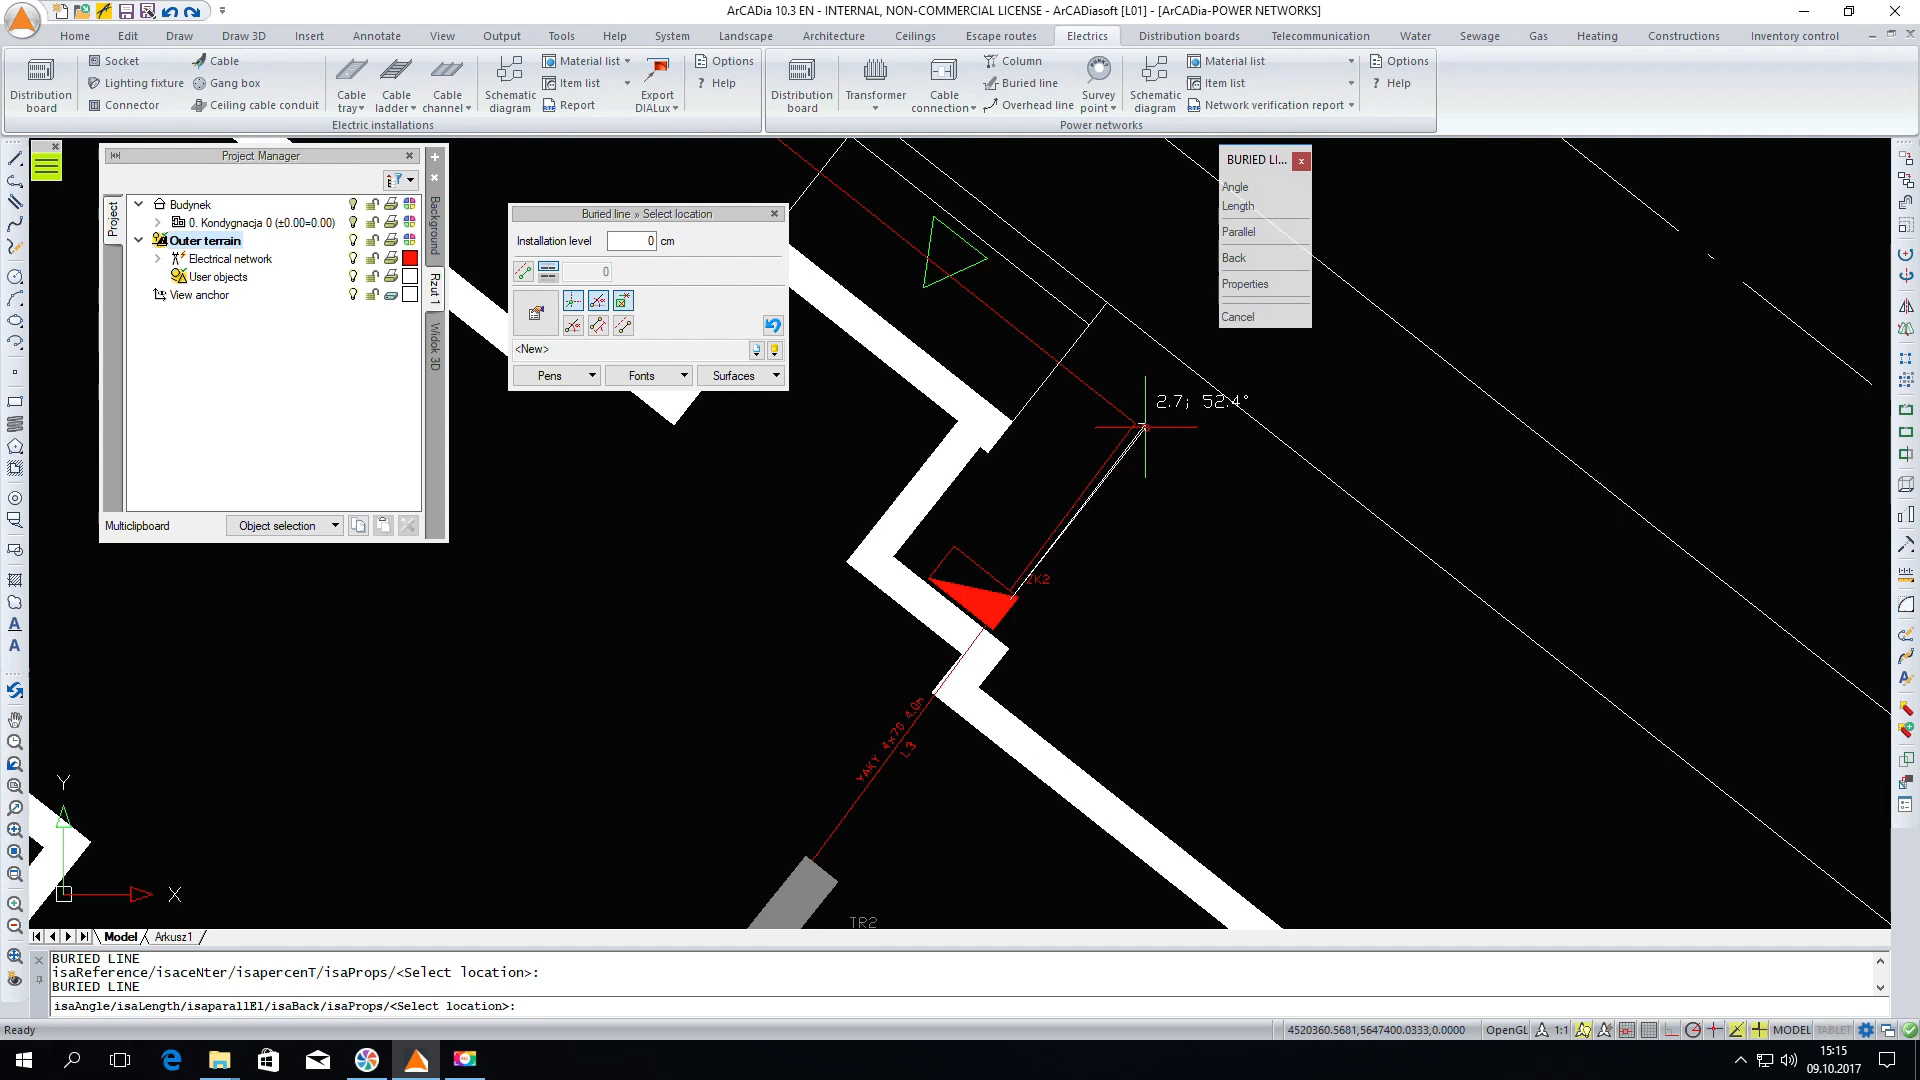 ArCADia 10.3 EN - INTERNAL, NON-COMMERCIAL LICENSE - ArCADiasoft [L01] - [ArCADia-POWER NETWORKS]
Home Edit Draw Draw 3D Insert Annotate View Output Tools Help System Landscape Architecture Ceilings Escape routes Electrics Distribution boards Telecommunication Water Sewage Gas Heating Constructions Inventory control
Distribution board
Socket
Lighting fixture
Connector
Cable
Gang box
Ceiling cable conduit
Cable tray
Cable ladder
Cable channel
Schematic diagram
Material list
Item list
Report
Export DIALux
Options
Help
Electric installations
Distribution board
Transformer
Cable connection
Column
Buried line
Overhead line
Survey point
Schematic diagram
Material list
Item list
Network verification report
Options
Help
Power networks
Project Manager
Project
Budynek
0. Kondygnacja 0 (±0.00=0.00)
Outer terrain
Electrical network
User objects
View anchor
Multiclipboard
Object selection
Background
Rzut 1
Widok 3D
Buried line » Select location
Installation level 0 cm
0
<New>
Pens Fonts Surfaces
BURIED LI...
Angle
Length
Parallel
Back
Properties
Cancel
2.7; 52.4°
ZK2
YAKY 4x70 4.0m
L3
TR2
Y
X
Model Arkusz1
BURIED LINE
isaReference/isaceNter/isapercenT/isaProps/<Select location>:
BURIED LINE
isaAngle/isaLength/isaparallEl/isaBack/isaProps/<Select location>:
Ready
4520360.5681,5647400.0333,0.0000 OpenGL 1:1 MODEL TABLET
15:15
09.10.2017